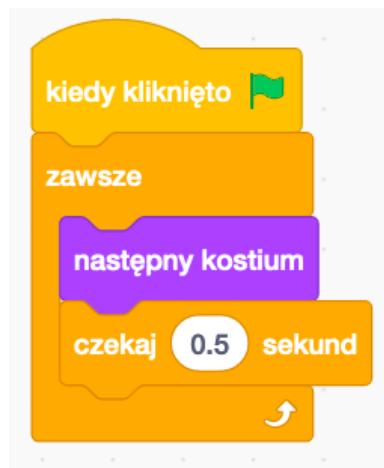 kiedy kliknięto
zawsze
następny kostium
czekaj 0.5 sekund